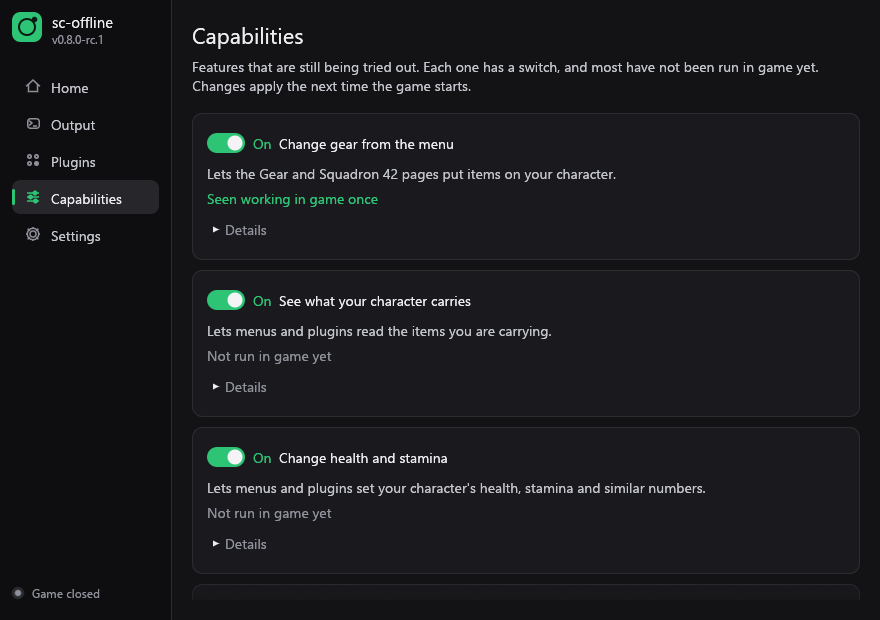 sc-offline
v0.8.0-rc.1
Home
Output
Plugins
Capabilities
Settings
Game closed
Capabilities
Features that are still being tried out. Each one has a switch, and most have not been run in game yet.
Changes apply the next time the game starts.
On Change gear from the menu
Lets the Gear and Squadron 42 pages put items on your character.
Seen working in game once
Details
On See what your character carries
Lets menus and plugins read the items you are carrying.
Not run in game yet
Details
On Change health and stamina
Lets menus and plugins set your character's health, stamina and similar numbers.
Not run in game yet
Details